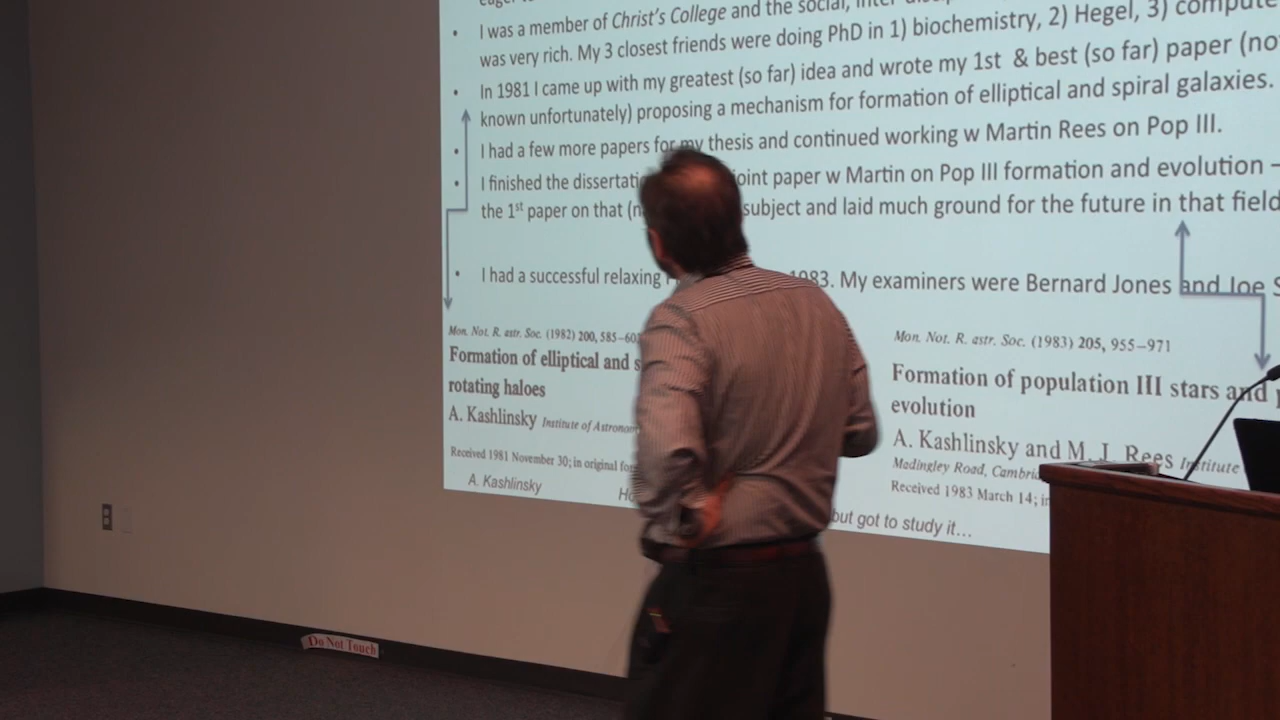 I was a member of Christ's College and the social,
was very rich. My 3 closest friends were doing PhD in 1) biochemistry, 2) Hegel, 3)
In 1981 I came up with my greatest (so far) idea and wrote my 1st & best (so far) paper
known unfortunately) proposing a mechanism for formation of elliptical and spiral galaxies.
I had a few more papers for my thesis and continued working w Martin Rees on Pop III.
I finished the paper w Martin on Pop III formation and evolution –
the 1st paper on that subject and laid much ground for the future in that field
I had a successful relaxing My examiners were Bernard Jones and Joe
Mon. Not. R. astr. Soc. (1982) 200,
Formation of elliptical and
rotating haloes
A. Kashlinsky Institute of
Received 1981 November 30; in original
A. Kashlinsky
Mon. Not. R. astr. Soc. (1983) 205, 955–971
Formation of population III stars and
evolution
A. Kashlinsky and M. J. Rees Institute
Madingley Road,
Received 1983 March 14;
but got to study it...
Do Not Touch